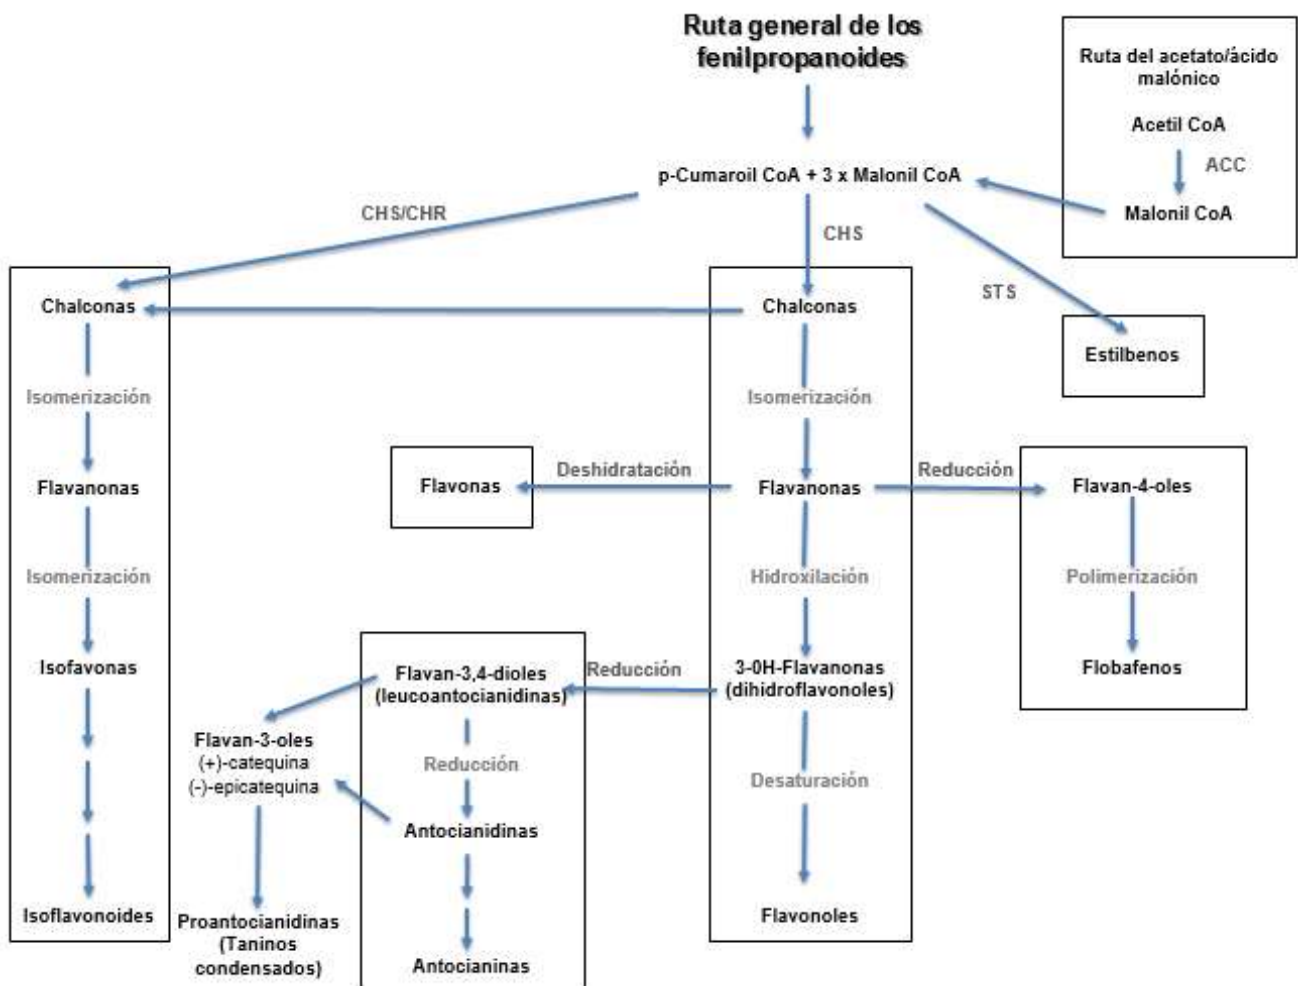 Ruta general de los
fenilpropanoides
Ruta del acetato/ácido
malónico
Acetil CoA
ACC
Malonil CoA
p-Cumaroil CoA + 3 x Malonil CoA
CHS/CHR
CHS
STS
Chalconas
Chalconas
Estilbenos
Isomerización
Isomerización
Flavonas
Deshidratación
Flavanonas
Reducción
Flavan-4-oles
Flavanonas
Isomerización
Hidroxilación
Polimerización
Isofavonas
Flavan-3,4-dioles
(leucoantocianidinas)
Reducción
3-0H-Flavanonas
(dihidroflavonoles)
Flobafenos
Flavan-3-oles
(+)-catequina
(-)-epicatequina
Reducción
Desaturación
Antocianidinas
Isoflavonoides
Proantocianidinas
(Taninos
condensados)
Antocianinas
Flavonoles